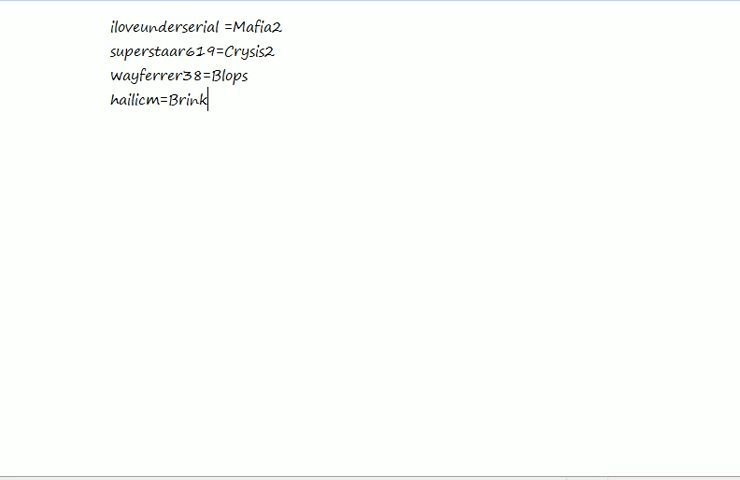 iloveunderserial =Mafia2
superstaar619=Crysis2
wayferrer38=Blops
hailicm=Brink